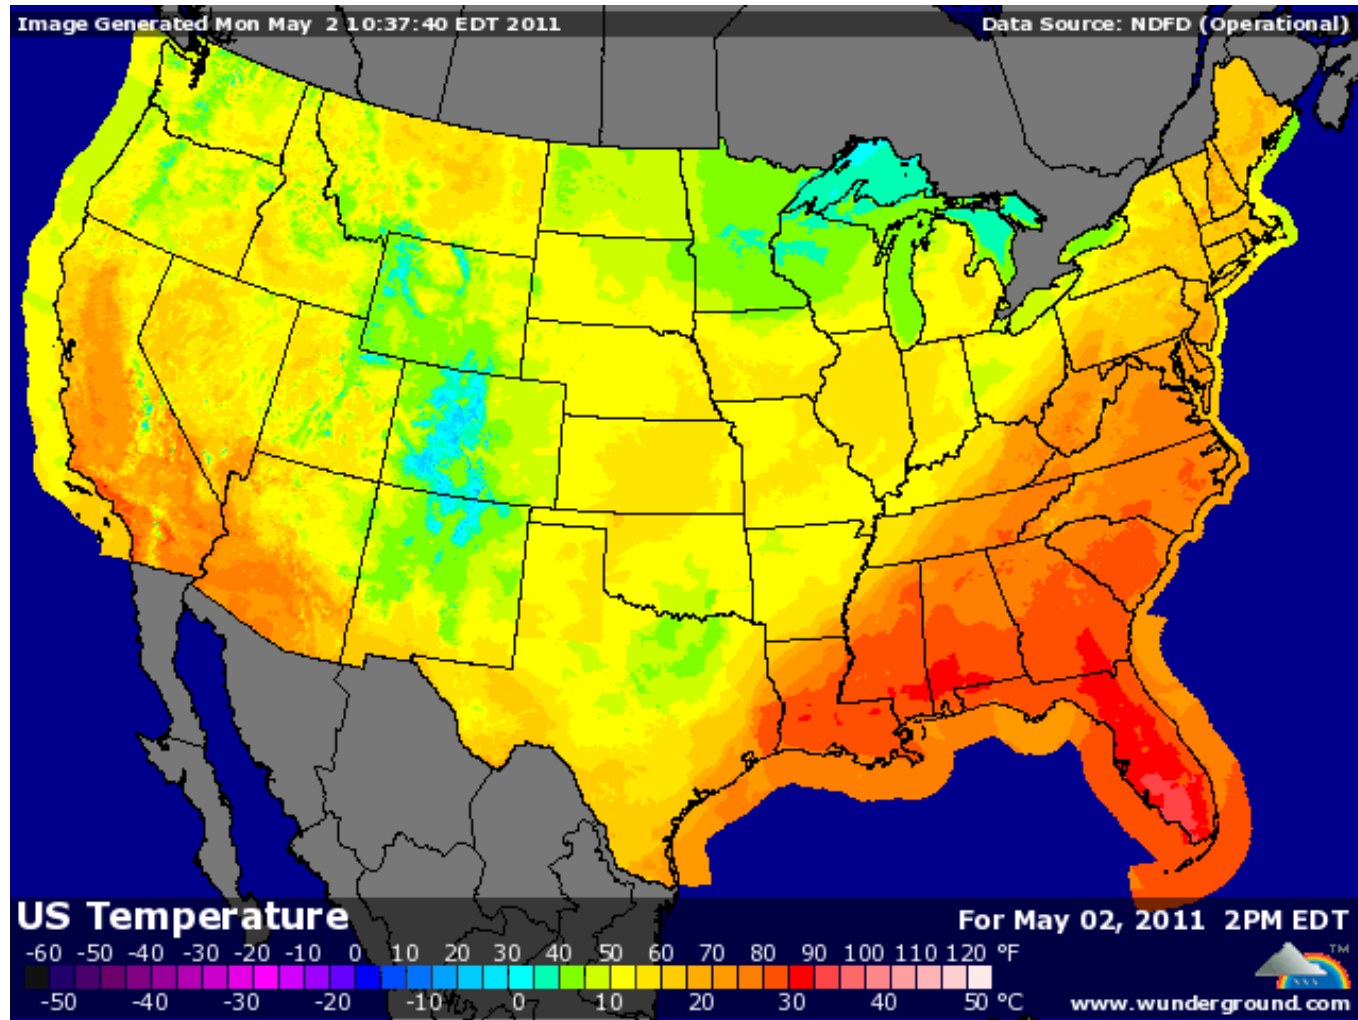 Image Generated Mon May 2 10:37:40 EDT 2011
Data Source: NDFD (Operational)
US Temperature
For May 02, 2011 2PM EDT
-60 -50 -40 -30 -20 -10 0 10 20 30 40 50 60 70 80 90 100 110 120 °F
-50 -40 -30 -20 -10 0 10 20 30 40 50 °C
TM
www.wunderground.com